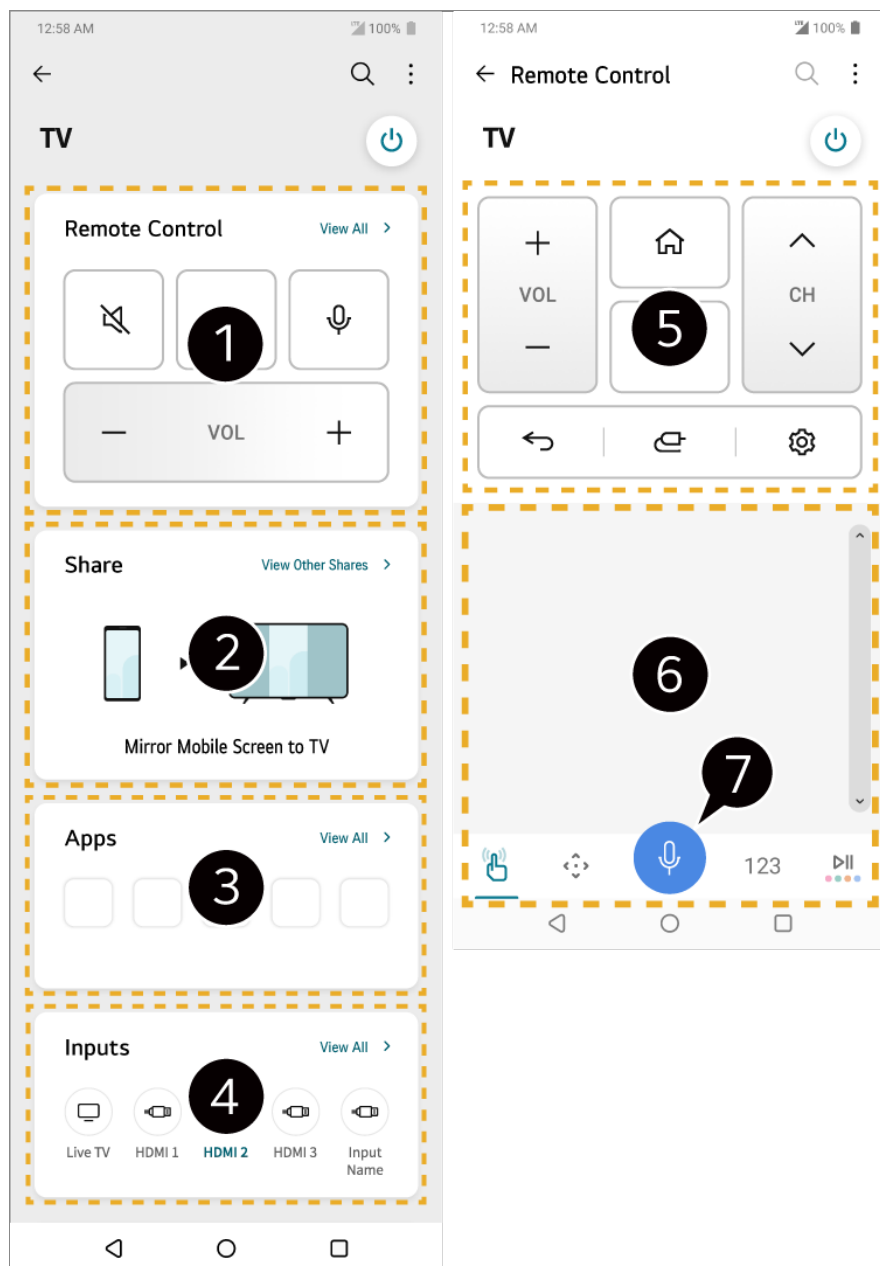 12:58 AM
LTE 100%
TV
Remote Control
View All
1
VOL
Share
View Other Shares
2
Mirror Mobile Screen to TV
Apps
View All
3
Inputs
View All
4
Live TV
HDMI 1
HDMI 2
HDMI 3
Input
Name
12:58 AM
LTE 100%
Remote Control
TV
VOL
5
CH
6
7
123